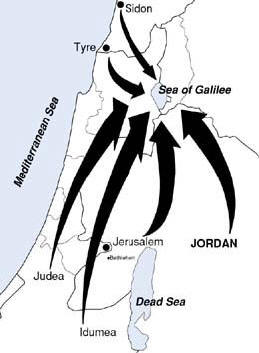 Sidon
Tyre
Sea of Galilee
Mediterranean Sea
Jerusalem
JORDAN
Bethlehem
Judea
Dead Sea
Idumea